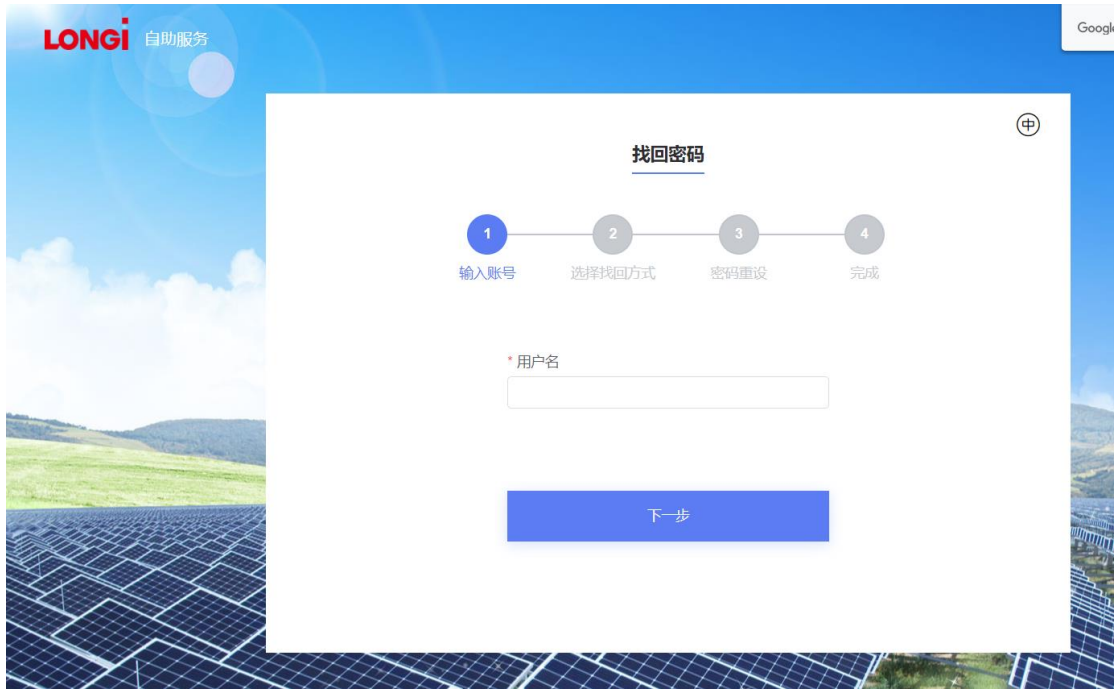 LONGi 自助服务
Google
中
找回密码
1 2 3 4
输入账号 选择找回方式 密码重设 完成
* 用户名
下一步